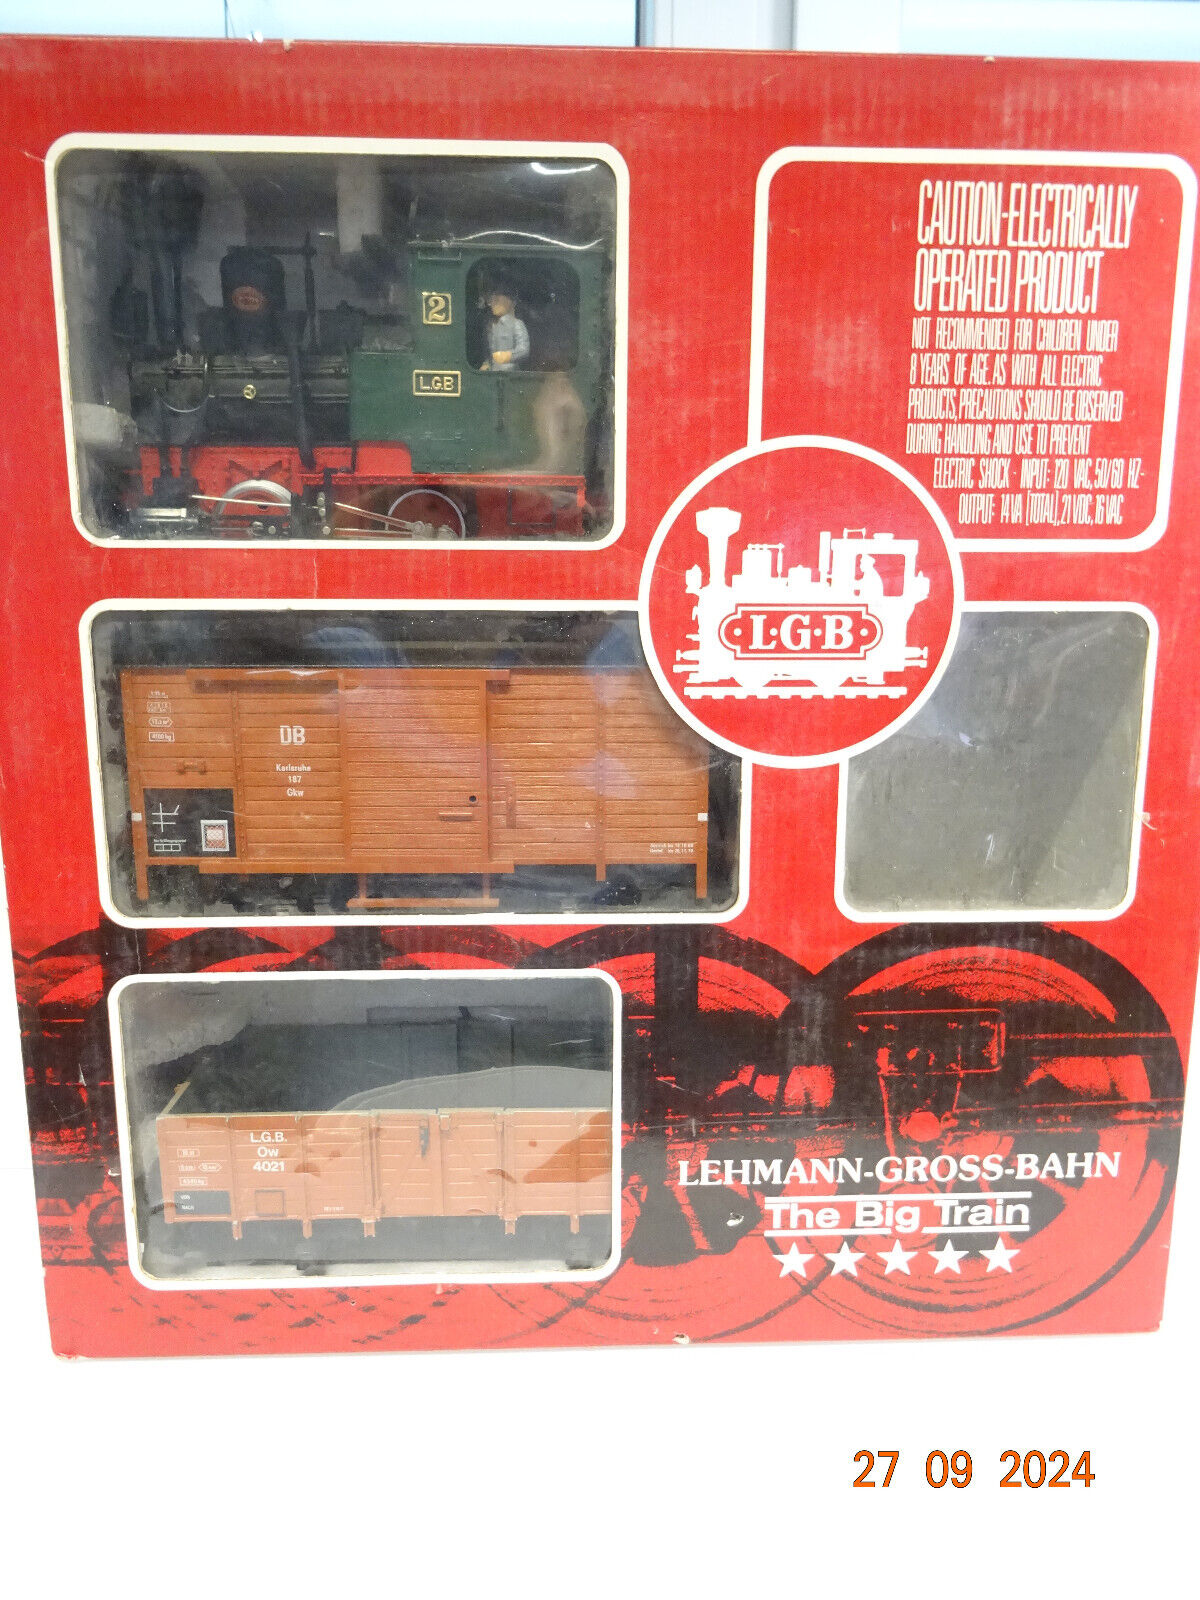 CAUTION-ELECTRICALLY
OPERATED PRODUCT
NOT RECOMMENDED FOR CHILDREN UNDER
8 YEARS OF AGE. AS WITH ALL ELECTRIC
PRODUCTS, PRECAUTIONS SHOULD BE OBSERVED
DURING HANDLING AND USE TO PREVENT
ELECTRIC SHOCK - INPUT: 120 VAC, 50/60 HZ-
OUTPUT: 14 VA (TOTAL), 21 VDC, 16 VAC
2
L.G.B
L·G·B
DB
Karlsruhe
187
Gkw
4100 kg
L.G.B.
Ow
4021
LEHMANN-GROSS-BAHN
The Big Train
27 09 2024